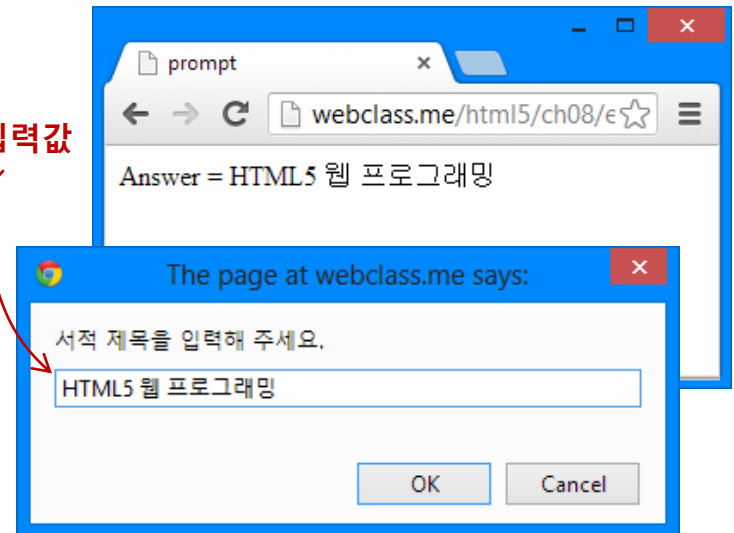 prompt
webclass.me/html5/ch08/e
력값
Answer = HTML5 웹 프로그래밍
The page at webclass.me says:
서적 제목을 입력해 주세요.
HTML5 웹 프로그래밍
OK Cancel